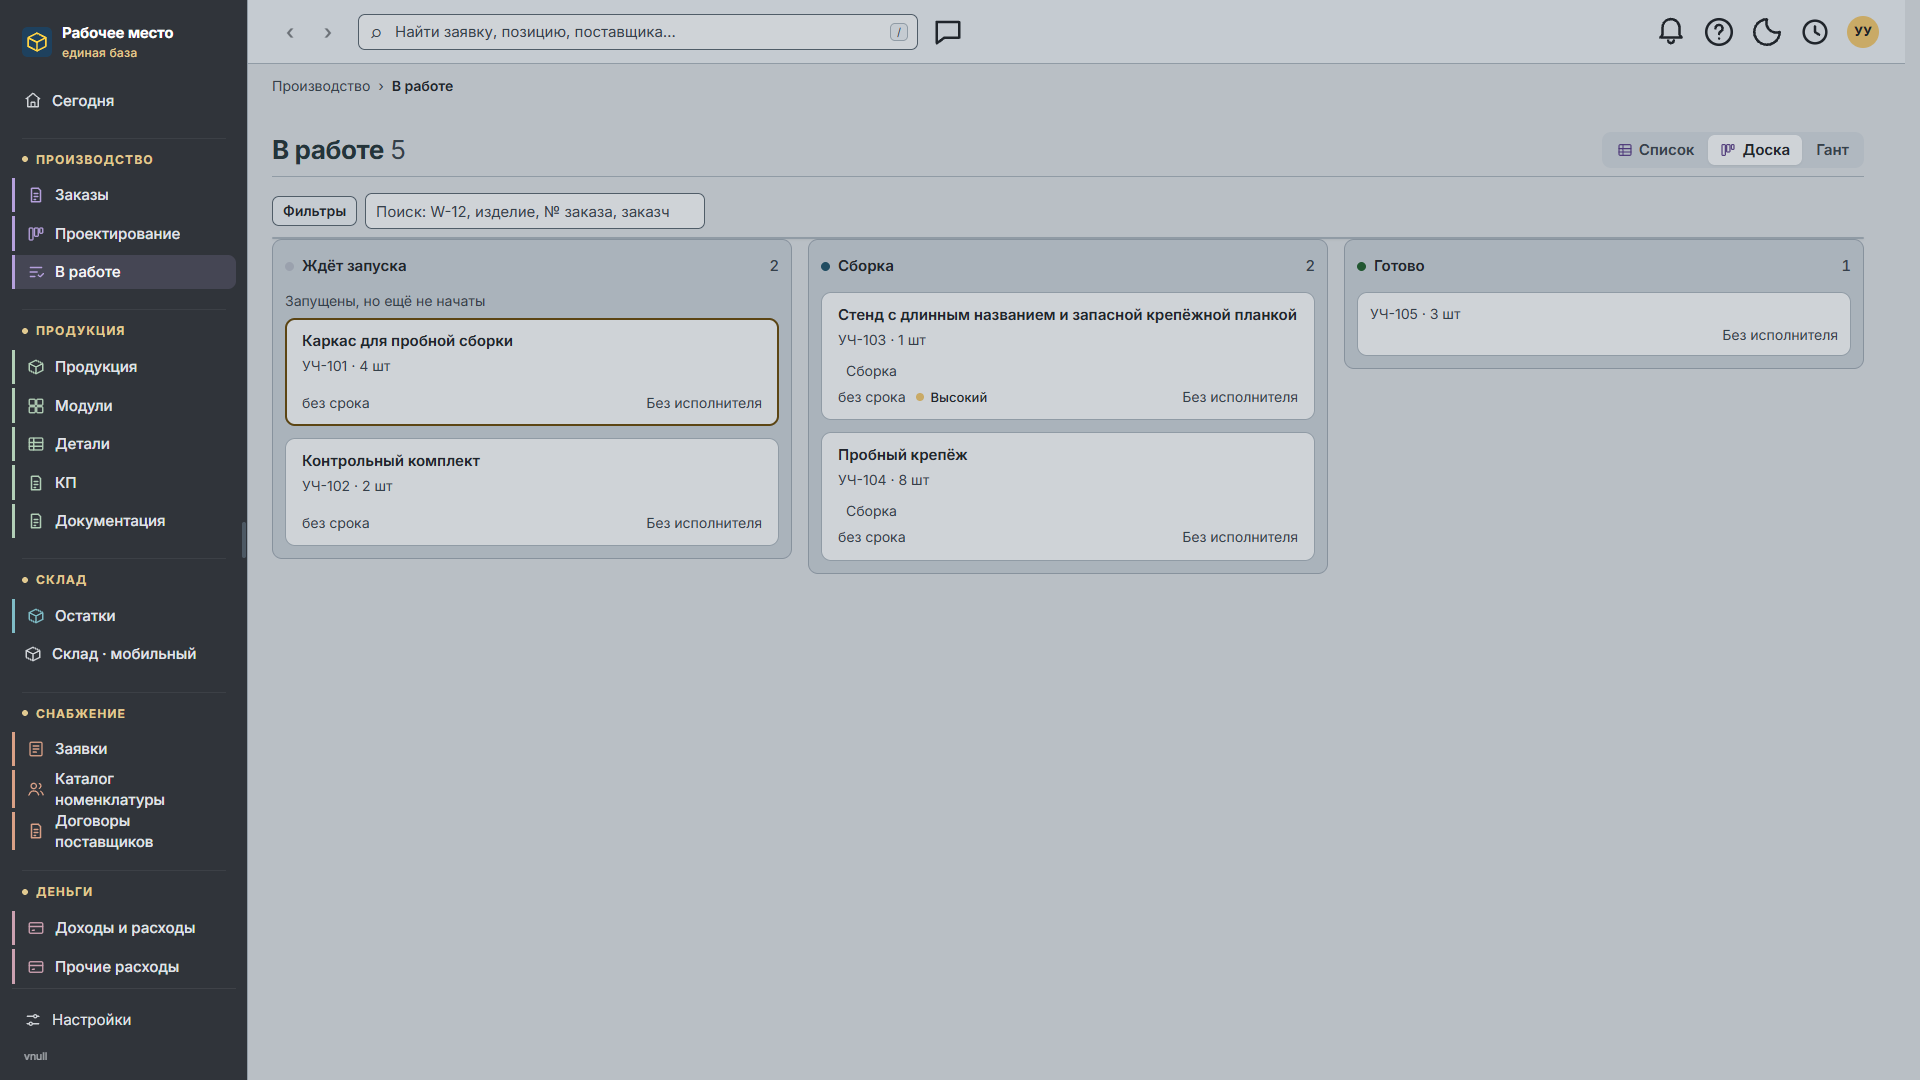 Рабочее место
единая база
Сегодня
ПРОИЗВОДСТВО
Заказы
Проектирование
В работе
ПРОДУКЦИЯ
Продукция
Модули
Детали
КП
Документация
СКЛАД
Остатки
Склад · мобильный
СНАБЖЕНИЕ
Заявки
Каталог
номенклатуры
Договоры
поставщиков
ДЕНЬГИ
Доходы и расходы
Прочие расходы
Настройки
vnull
Найти заявку, позицию, поставщика...
/
УУ
Производство › В работе
В работе 5
Список
Доска
Гант
Фильтры
Поиск: W-12, изделие, № заказа, заказч
Ждёт запуска 2
Запущены, но ещё не начаты
Каркас для пробной сборки
УЧ-101 · 4 шт
без срока Без исполнителя
Контрольный комплект
УЧ-102 · 2 шт
без срока Без исполнителя
Сборка 2
Стенд с длинным названием и запасной крепёжной планкой
УЧ-103 · 1 шт
Сборка
без срока Высокий Без исполнителя
Пробный крепёж
УЧ-104 · 8 шт
Сборка
без срока Без исполнителя
Готово 1
УЧ-105 · 3 шт
Без исполнителя